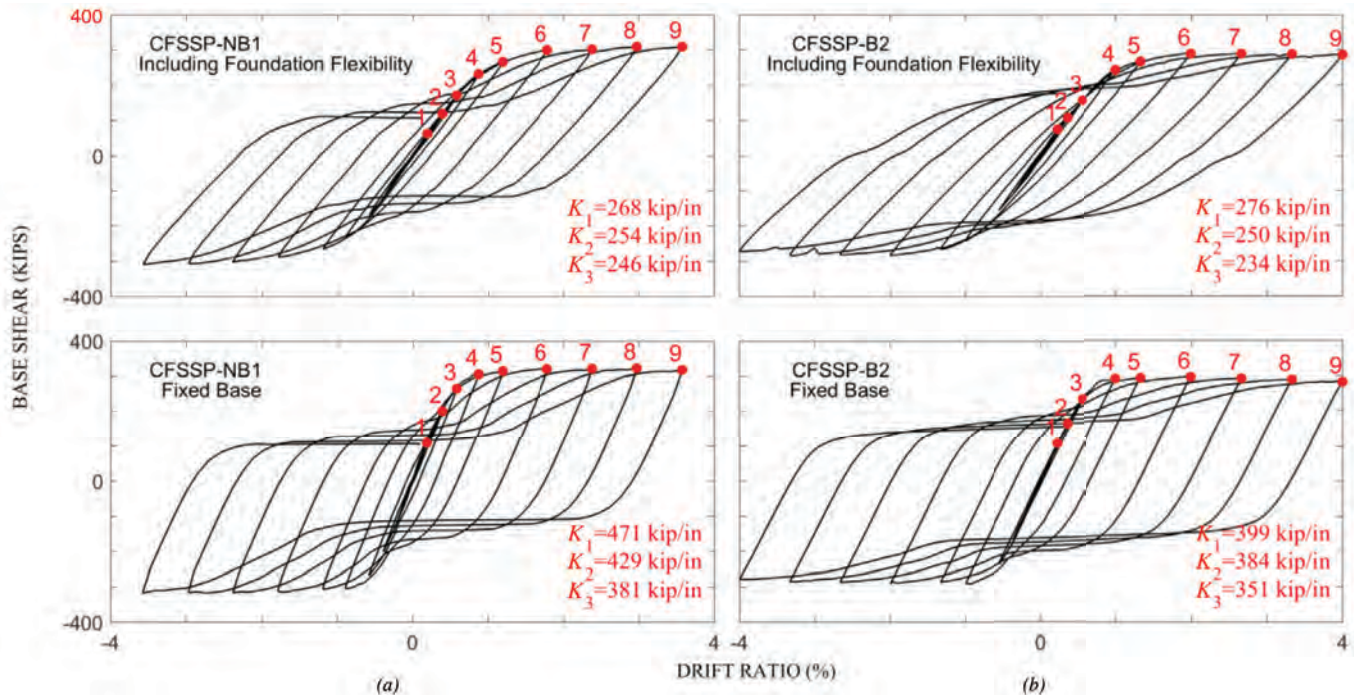 400
0
-400
400
0
-400
BASE SHEAR (KIPS)
CFSSP-NB1
Including Foundation Flexibility
1
2
3
4
5
6
7
8
9
K1=268 kip/in
K2=254 kip/in
K3=246 kip/in
CFSSP-B2
Including Foundation Flexibility
1
2
3
4
5
6
7
8
9
K1=276 kip/in
K2=250 kip/in
K3=234 kip/in
CFSSP-NB1
Fixed Base
1
2
3
4
5
6
7
8
9
K1=471 kip/in
K2=429 kip/in
K3=381 kip/in
CFSSP-B2
Fixed Base
1
2
3
4
5
6
7
8
9
K1=399 kip/in
K2=384 kip/in
K3=351 kip/in
-4 0 4 0 4
DRIFT RATIO (%)
(a) (b)